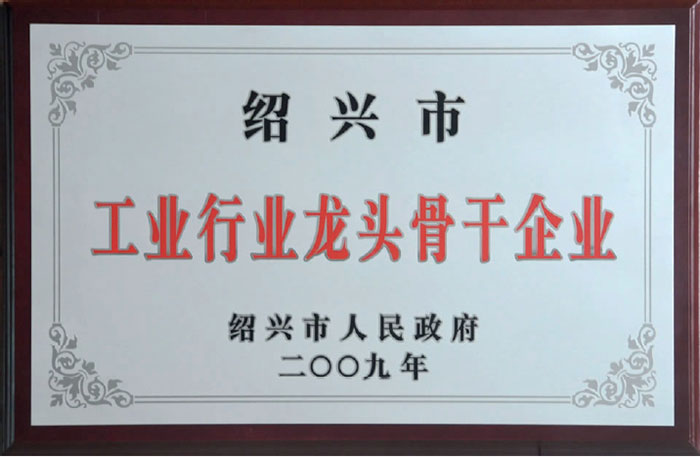 绍兴市
工业行业龙头骨干企业
绍兴市人民政府
二〇〇九年